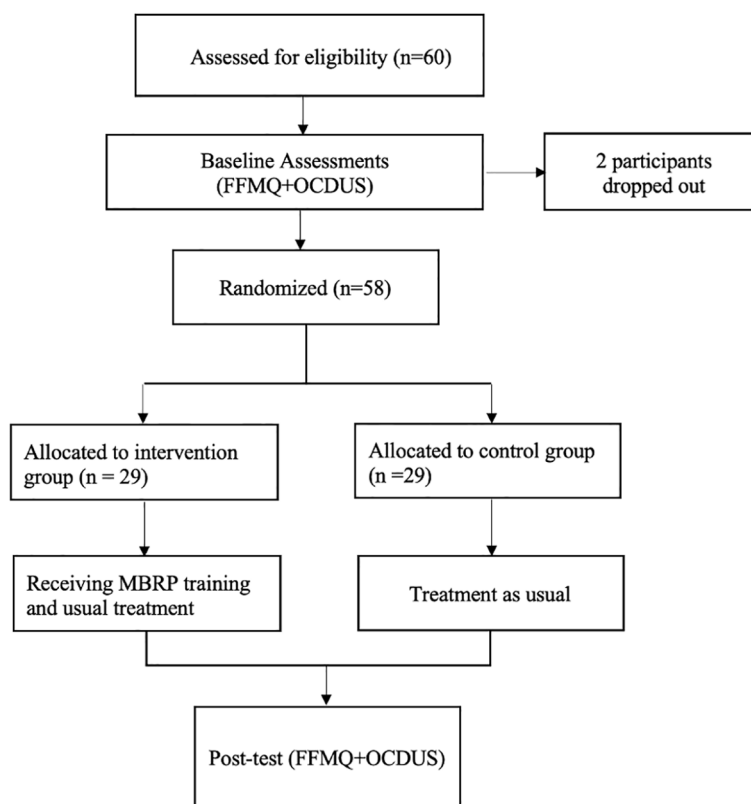 Assessed for eligibility (n=60)
Baseline Assessments
(FFMQ+OCDUS)
2 participants
dropped out
Randomized (n=58)
Allocated to intervention
group (n = 29)
Allocated to control group
(n =29)
Receiving MBRP training
and usual treatment
Treatment as usual
Post-test (FFMQ+OCDUS)